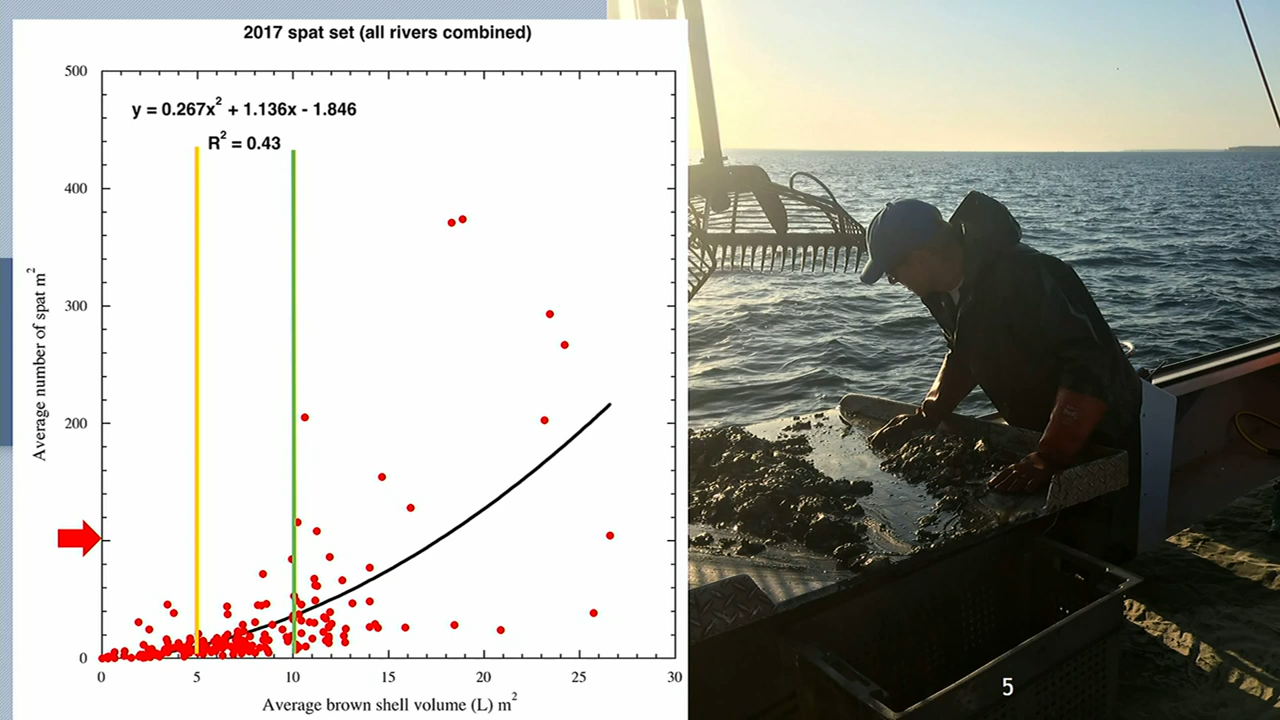 2017 spat set (all rivers combined)
y = 0.267x² + 1.136x - 1.846
R² = 0.43
Average number of spat m²
500
400
300
200
0
0 5 10 15 20 25 30
Average brown shell volume (L) m²
5